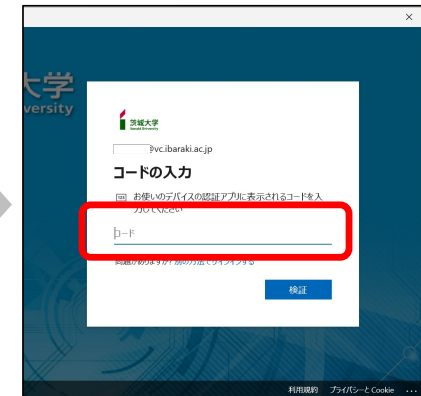 大学
versity
茨城大学
Ibaraki University
@vc.ibaraki.ac.jp
コードの入力
お使いのデバイスの認証アプリに表示されるコードを入
力してください
コード
問題がありますか? 別の方法でサインインする
検証
利用規約 プライバシーと Cookie ...